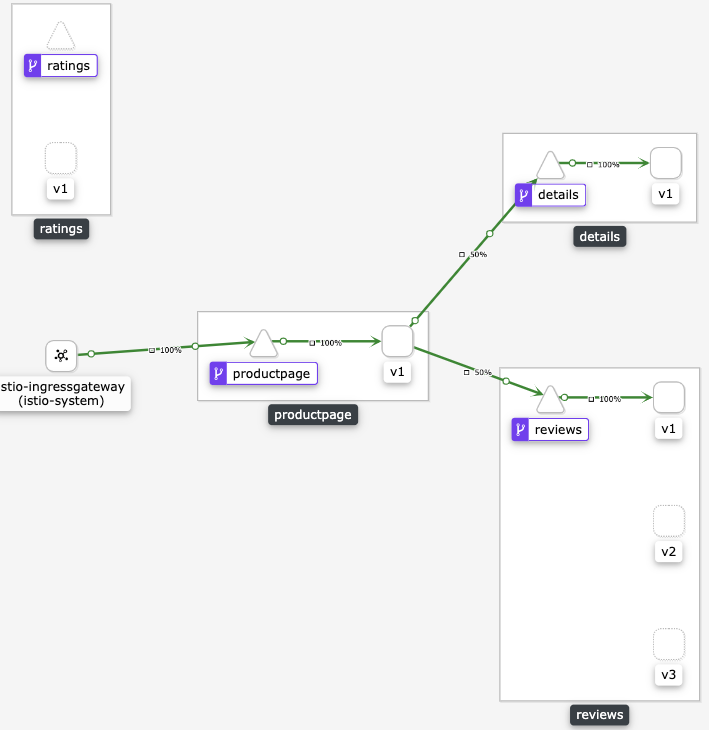 ratings
v1
ratings
100%
details
v1
details
50%
100%
100%
stio-ingressgateway
(istio-system)
productpage
v1
productpage
50%
100%
reviews
v1
v2
v3
reviews